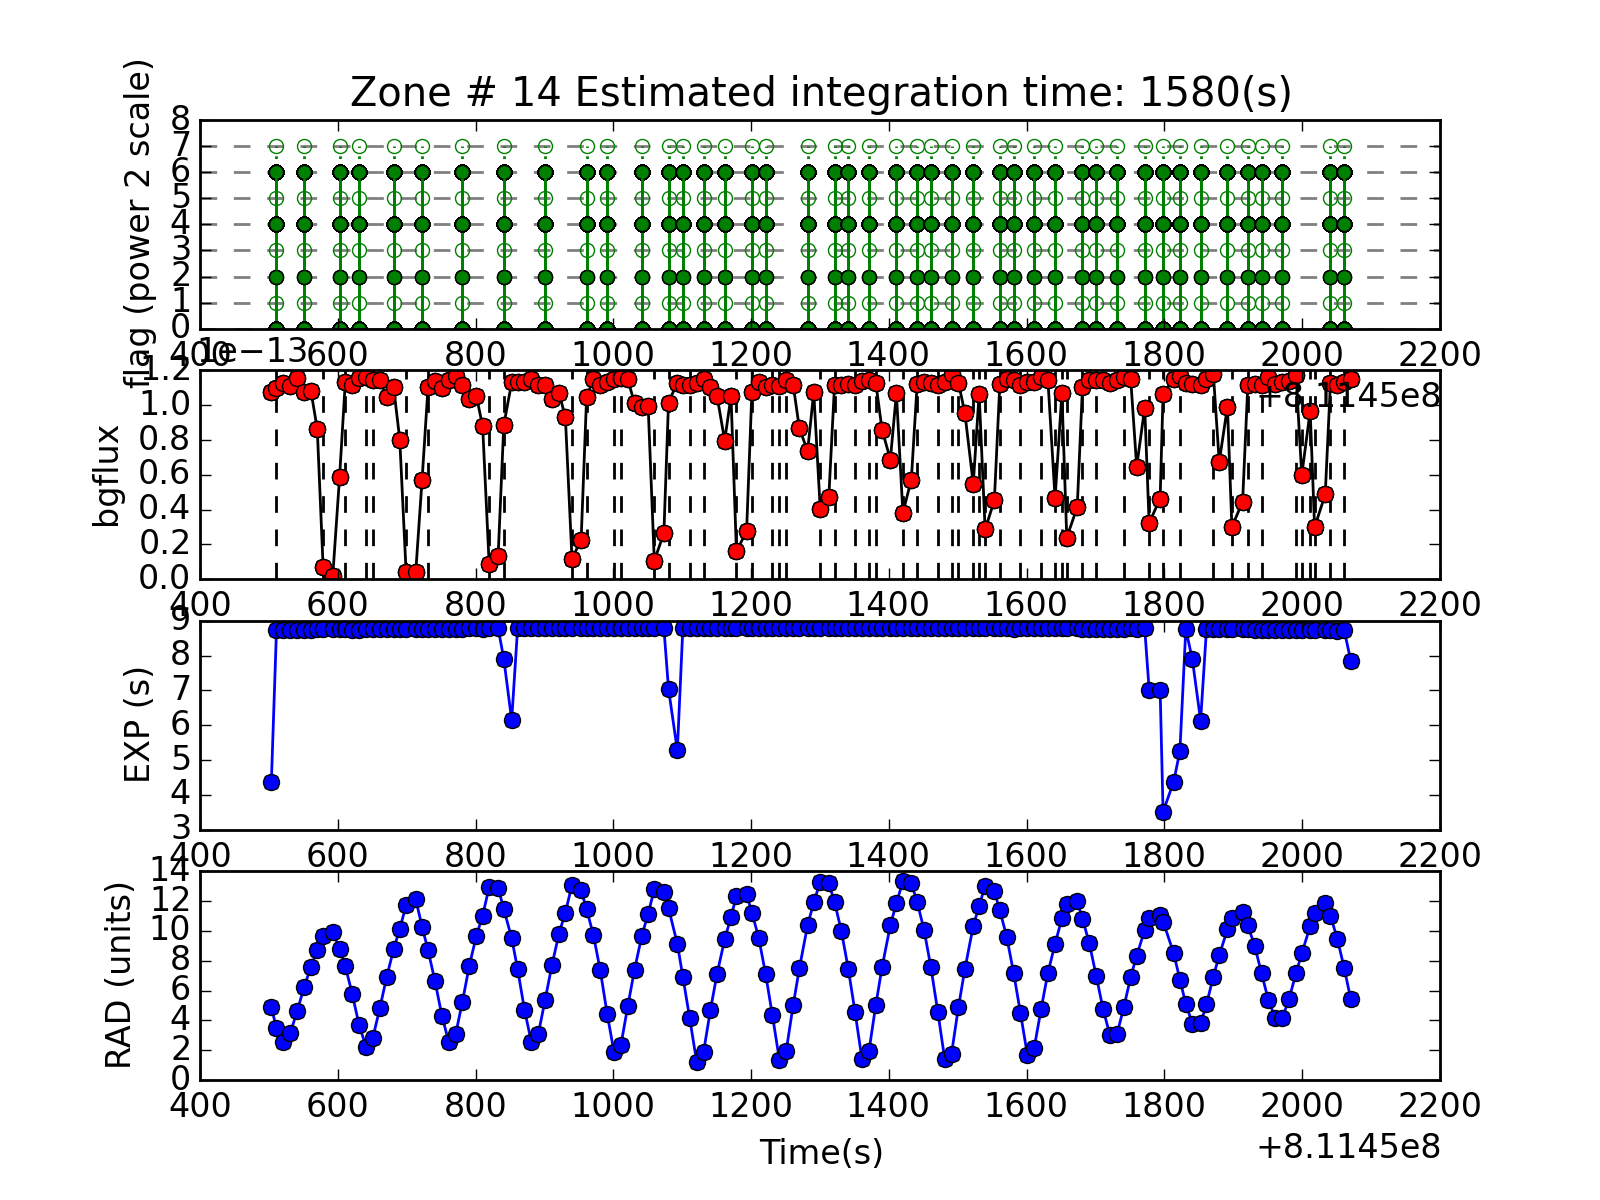 Zone # 14 Estimated integration time: 1580(s)
flag (power 2 scale)
8
7
6
5
4
3
2
1
0
400 600 800 1000 1200 1400 1600 1800 2000 2200
1e−13
+8.1145e8
bgflux
1.2
1.0
0.8
0.6
0.4
0.2
0.0
400 600 800 1000 1200 1400 1600 1800 2000 2200
EXP (s)
9
8
7
6
5
4
3
400 600 800 1000 1200 1400 1600 1800 2000 2200
RAD (units)
14
12
10
8
6
4
2
0
400 600 800 1000 1200 1400 1600 1800 2000 2200
Time(s)
+8.1145e8